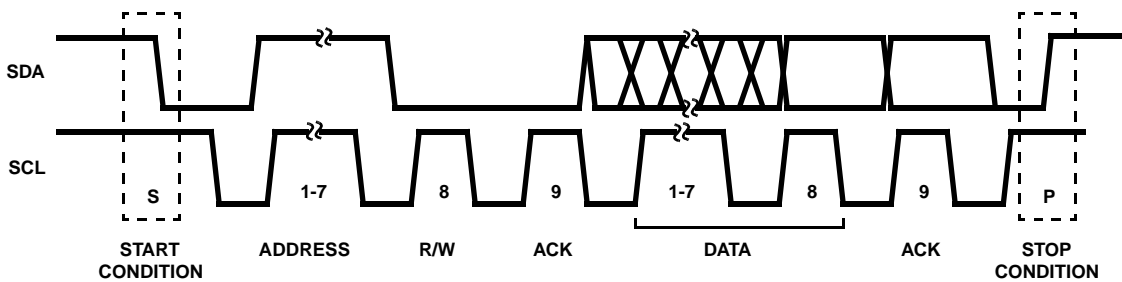 SDA
SCL
S 1-7 8 9 1-7 8 9 P
START CONDITION ADDRESS R/W ACK DATA ACK STOP CONDITION